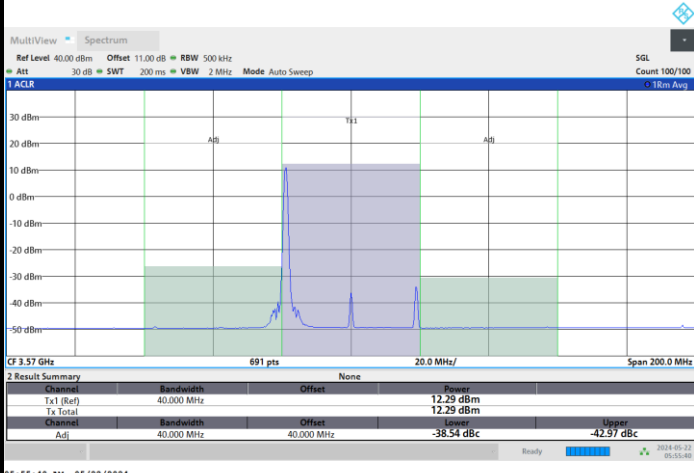 MultiView Spectrum
Ref Level 40.00 dBm Offset 11.00 dB RBW 500 kHz SGL
Att 30 dB SWT 200 ms VBW 2 MHz Mode Auto Sweep Count 100/100
1 ACLR 1Rm Avg
30 dBm
Tx1
20 dBm
Adj Adj
10 dBm
0 dBm
-10 dBm
-20 dBm
-30 dBm
-40 dBm
-50 dBm
CF 3.57 GHz 691 pts 20.0 MHz/ Span 200.0 MHz
2 Result Summary None
Channel Bandwidth Offset Power
Tx1 (Ref) 40.000 MHz 12.29 dBm
Tx Total 12.29 dBm
Channel Bandwidth Offset Lower Upper
Adj 40.000 MHz 40.000 MHz -38.54 dBc -42.97 dBc
Ready 2024-05-22
05:55:40